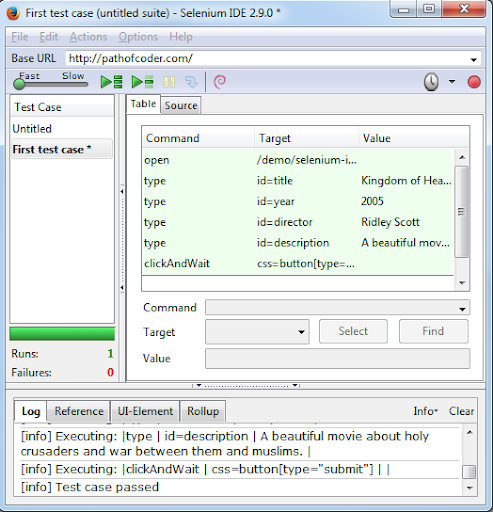 First test case (untitled suite) - Selenium IDE 2.9.0 *
File Edit Actions Options Help
Base URL http://pathofcoder.com/
Fast Slow
Test Case
Untitled
First test case *
Runs: 1
Failures: 0
Table Source
Command Target Value
open /demo/selenium-i...
type id=title Kingdom of Hea...
type id=year 2005
type id=director Ridley Scott
type id=description A beautiful mov...
clickAndWait css=button[type=...
Command
Target Select Find
Value
Log Reference UI-Element Rollup Info Clear
[info] Executing: |type | id=description | A beautiful movie about holy
crusaders and war between them and muslims. |
[info] Executing: |clickAndWait | css=button[type="submit"] | |
[info] Test case passed